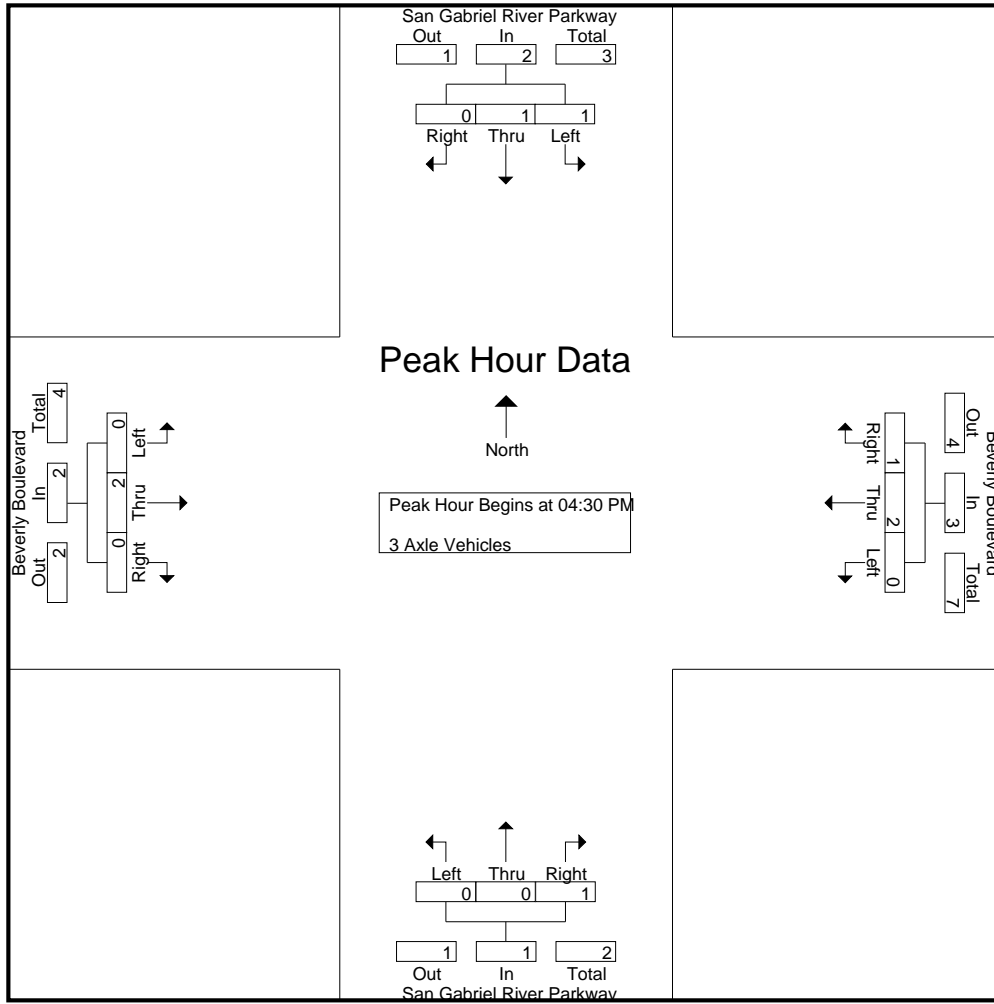 San Gabriel River Parkway
Out In Total
1 2 3
0 1 1
Right Thru Left
Peak Hour Data
North
Peak Hour Begins at 04:30 PM
3 Axle Vehicles
Beverly Boulevard
Total In Out
4 2 2
0 2 0
Left Thru Right
Beverly Boulevard
Out In Total
4 3 7
1 2 0
Right Thru Left
Left Thru Right
0 0 1
1 1 2
Out In Total
San Gabriel River Parkway